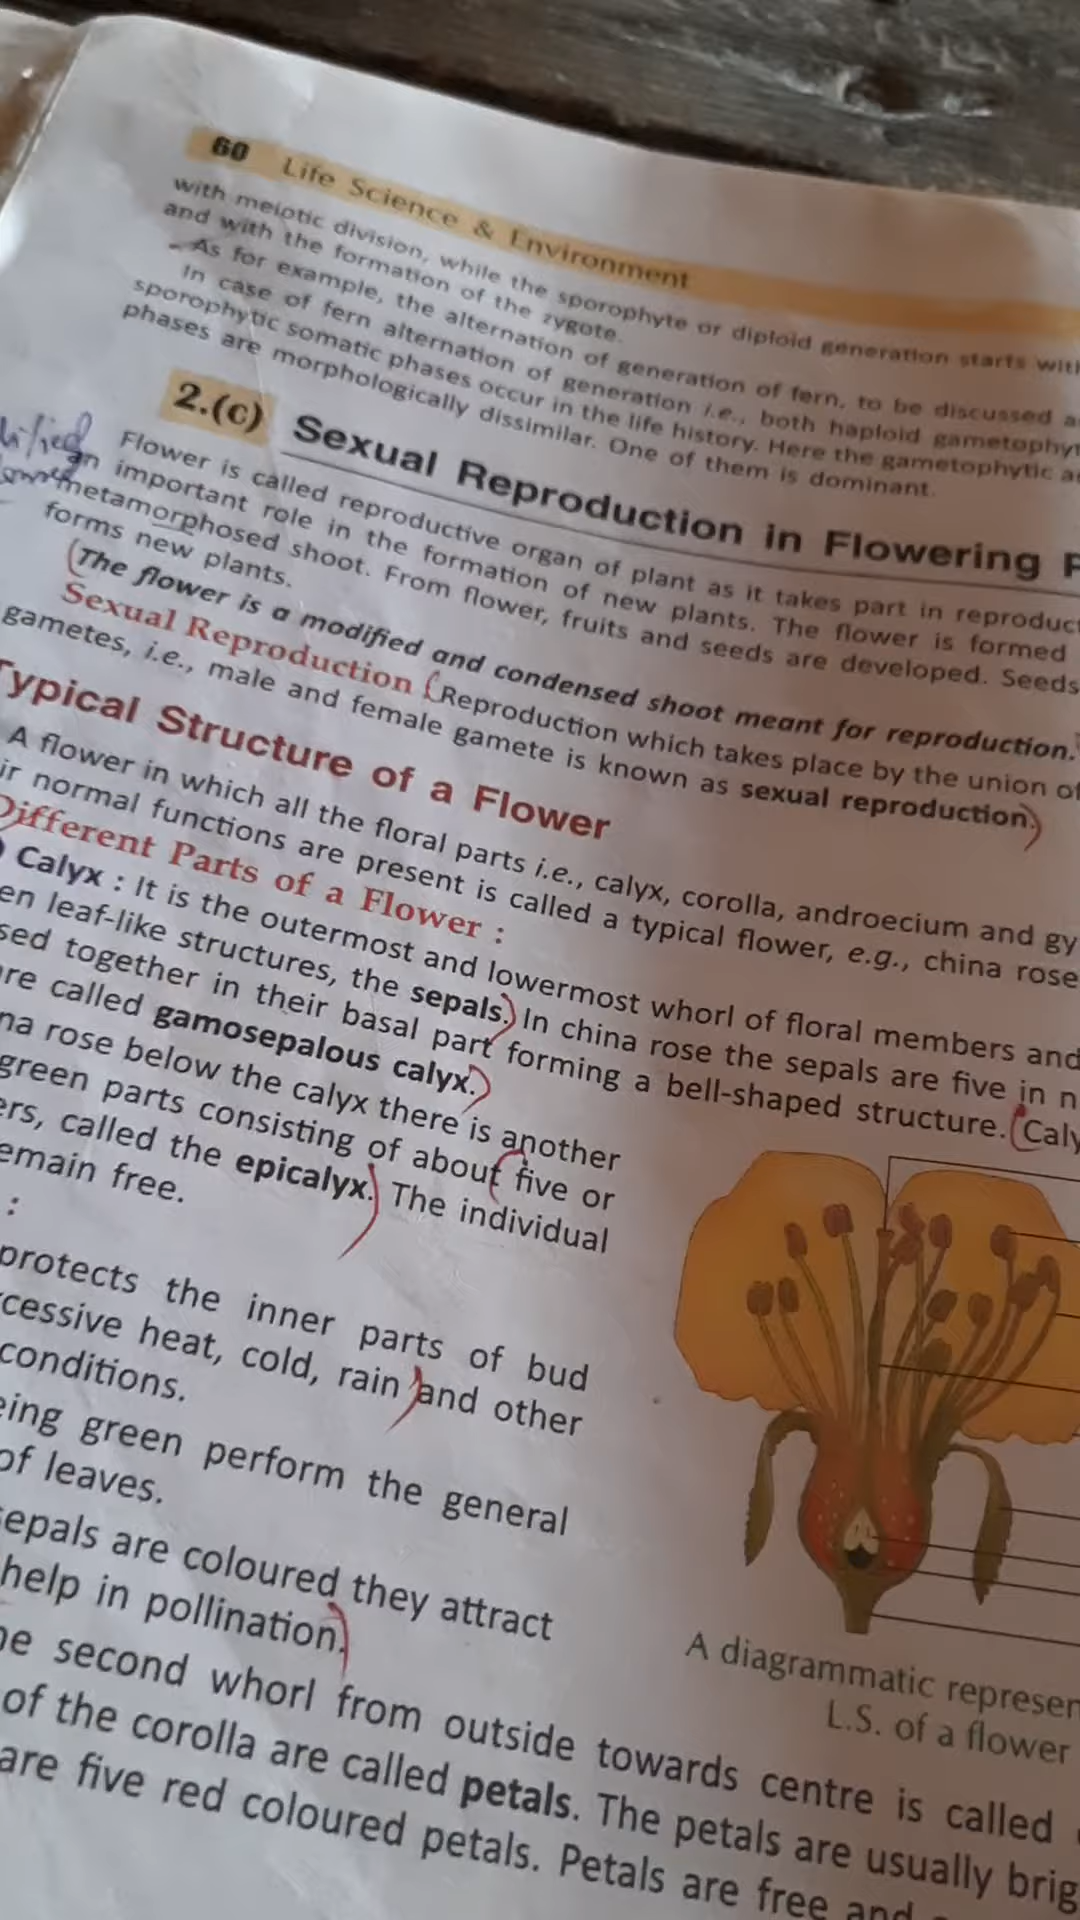 60 Life Science & Environment
with meiotic division, while the sporophyte or diploid generation starts with
and with the formation of the zygote.
As for example, the alternation of generation of fern, to be discussed
In case of fern alternation of generation i.e., both haploid gametophyt
sporophytic somatic phases occur in the life history. Here the gametophytic
phases are morphologically dissimilar. One of them is dominant.
2.(c) Sexual Reproduction in Flowering P
Flower is called reproductive organ of plant as it takes part in reproduct
an important role in the formation of new plants. The flower is formed
metamorphosed shoot. From flower, fruits and seeds are developed. Seeds
forms new plants.
(The flower is a modified and condensed shoot meant for reproduction.
Sexual Reproduction (Reproduction which takes place by the union of
gametes, i.e., male and female gamete is known as sexual reproduction.)
Typical Structure of a Flower
A flower in which all the floral parts i.e., calyx, corolla, androecium and gy
ir normal functions are present is called a typical flower, e.g., china rose
Different Parts of a Flower :
Calyx : It is the outermost and lowermost whorl of floral members and
en leaf-like structures, the sepals.) In china rose the sepals are five in n
sed together in their basal part forming a bell-shaped structure. (Caly
re called gamosepalous calyx.)
na rose below the calyx there is another
green parts consisting of about five or
ers, called the epicalyx.) The individual
emain free.
:
protects the inner parts of bud
cessive heat, cold, rain) and other
conditions.
eing green perform the general
of leaves.
sepals are coloured they attract
help in pollination.)
he second whorl from outside towards centre is called
of the corolla are called petals. The petals are usually brig
are five red coloured petals. Petals are free and
A diagrammatic represen
L.S. of a flower